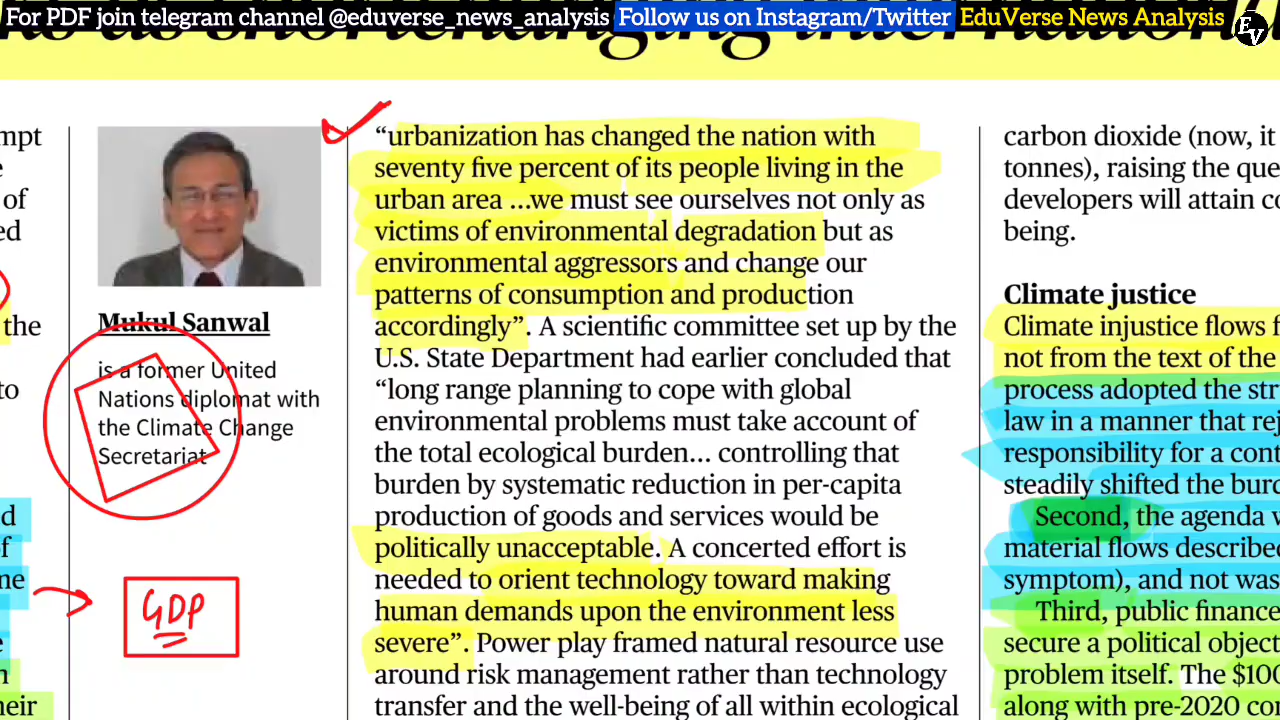 For PDF join telegram channel @eduverse_news_analysis Follow us on Instagram/Twitter EduVerse News Analysis
EV
mpt
of
the
to
Mukul Sanwal
is a former United
Nations diplomat with
the Climate Change
Secretariat
GDP
“urbanization has changed the nation with
seventy five percent of its people living in the
urban area ...we must see ourselves not only as
victims of environmental degradation but as
environmental aggressors and change our
patterns of consumption and production
accordingly”. A scientific committee set up by the
U.S. State Department had earlier concluded that
“long range planning to cope with global
environmental problems must take account of
the total ecological burden... controlling that
burden by systematic reduction in per-capita
production of goods and services would be
politically unacceptable. A concerted effort is
needed to orient technology toward making
human demands upon the environment less
severe”. Power play framed natural resource use
around risk management rather than technology
transfer and the well-being of all within ecological
carbon dioxide (now, it
tonnes), raising the que
developers will attain co
being.
Climate justice
Climate injustice flows f
not from the text of the
process adopted the str
law in a manner that rej
responsibility for a cont
steadily shifted the burd
Second, the agenda w
material flows described
symptom), and not was
Third, public finance
secure a political object
problem itself. The $100
along with pre-2020 cou